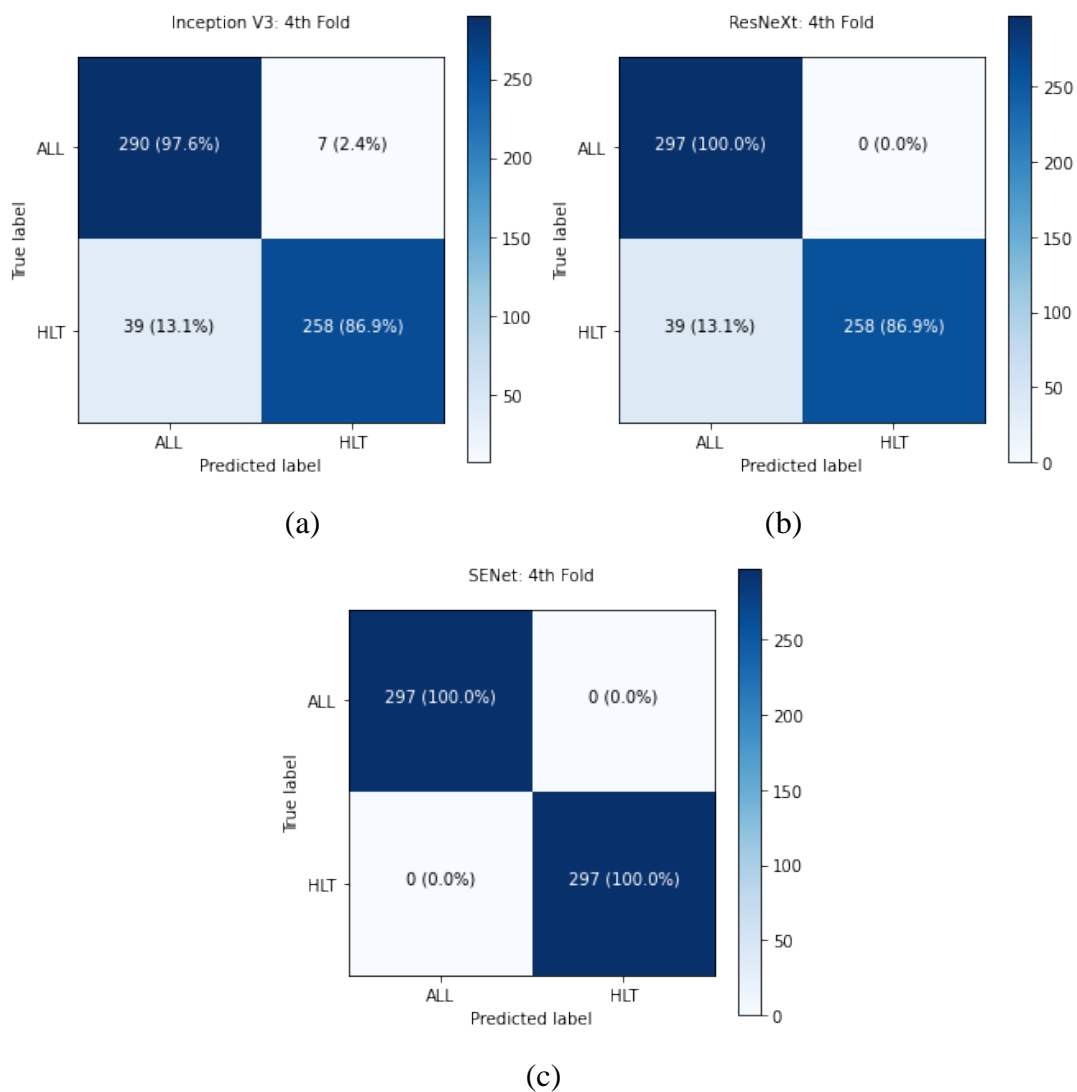 Inception V3: 4th Fold
ALL
290 (97.6%)
7 (2.4%)
HLT
39 (13.1%)
258 (86.9%)
ALL
HLT
Predicted label
True label
250
200
150
100
50
(a)
ResNeXt: 4th Fold
ALL
297 (100.0%)
0 (0.0%)
HLT
39 (13.1%)
258 (86.9%)
ALL
HLT
Predicted label
True label
250
200
150
100
50
0
(b)
SENet: 4th Fold
ALL
297 (100.0%)
0 (0.0%)
HLT
0 (0.0%)
297 (100.0%)
ALL
HLT
Predicted label
True label
250
200
150
100
50
0
(c)